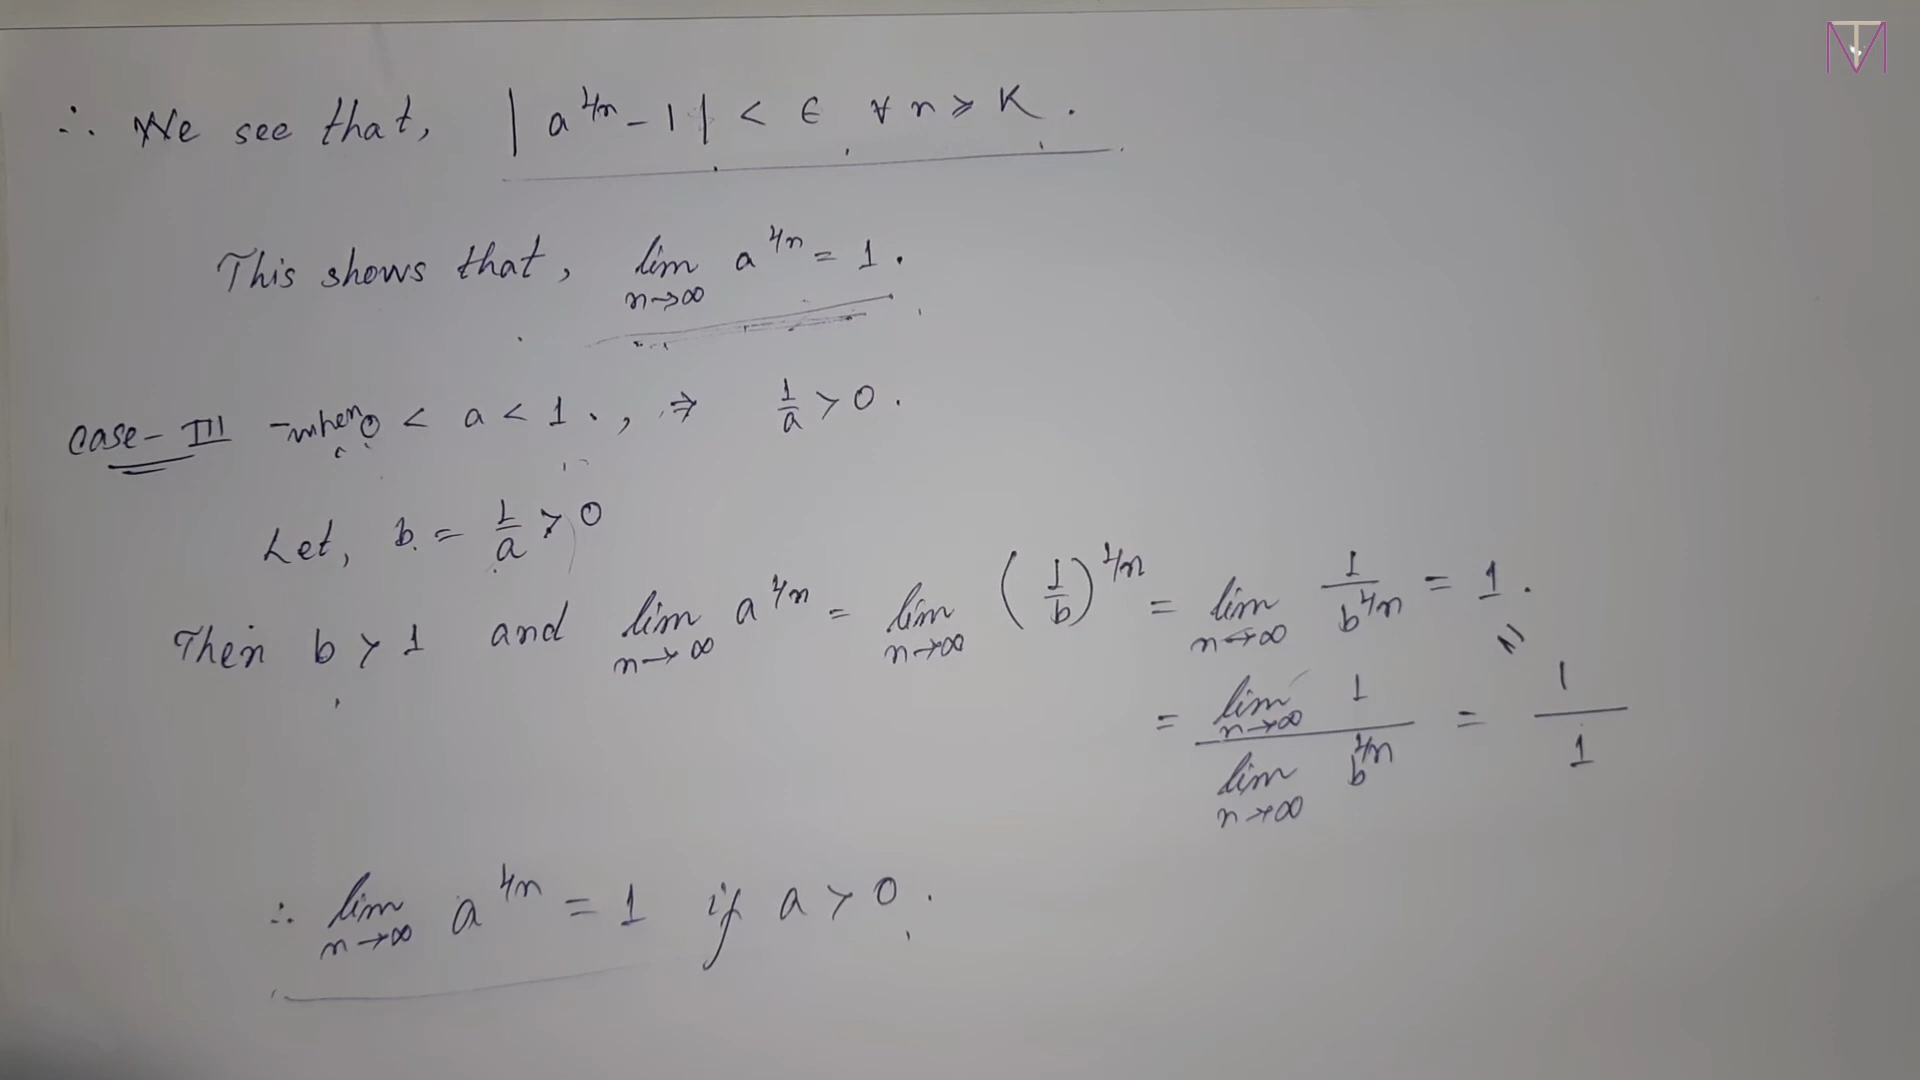 ∴ We see that, |a^{1/n} - 1| < ϵ ∀ n ≥ K.
This shows that, lim_{n→∞} a^{1/n} = 1.
Case-III when 0 < a < 1., ⇒ 1/a > 0.
Let, b = 1/a > 0
Then b > 1 and lim_{n→∞} a^{1/n} = lim_{n→∞} (1/b)^{1/n} = lim_{n→∞} 1/b^{1/n} = 1.
= (lim_{n→∞} 1)/(lim_{n→∞} b^{1/n}) = 1/1
∴ lim_{n→∞} a^{1/n} = 1 if a > 0.